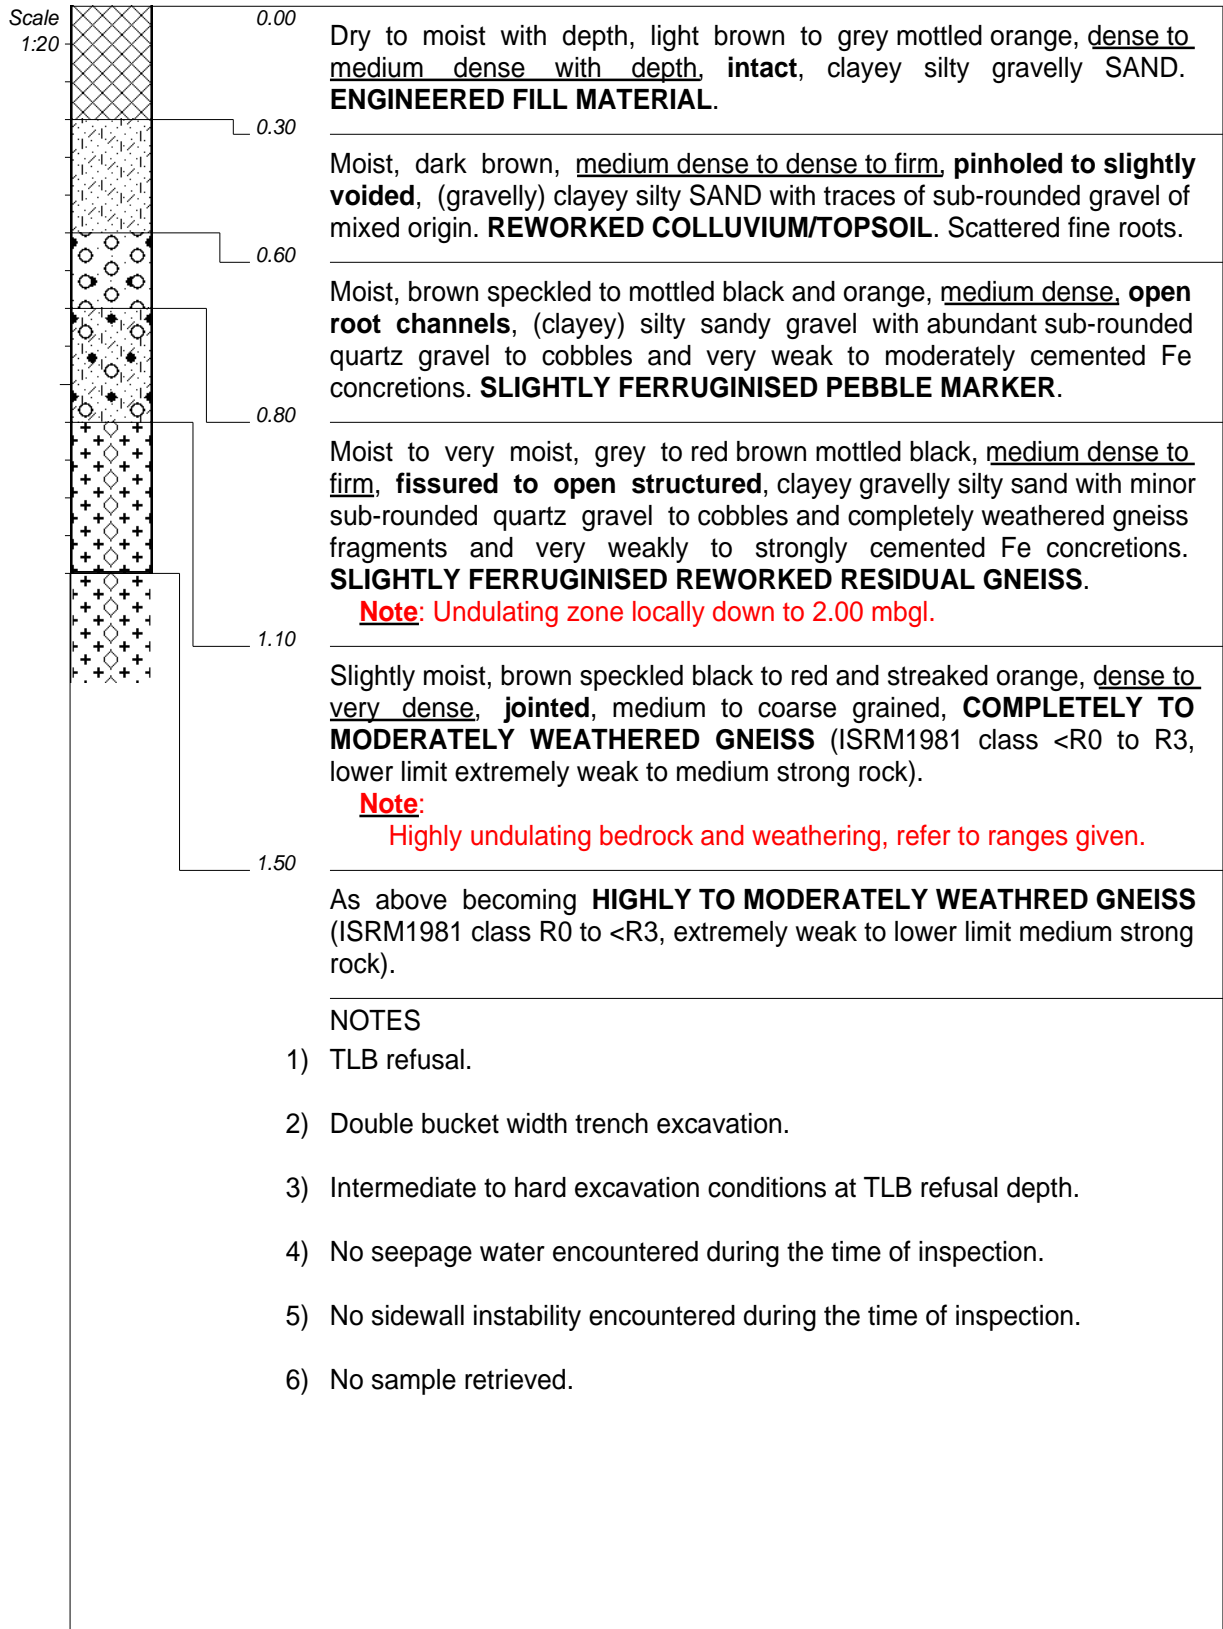 Scale
1:20
0.00
Dry to moist with depth, light brown to grey mottled orange, dense to
medium dense with depth, intact, clayey silty gravelly SAND.
ENGINEERED FILL MATERIAL.
0.30
Moist, dark brown, medium dense to dense to firm, pinholed to slightly
voided, (gravelly) clayey silty SAND with traces of sub-rounded gravel of
mixed origin. REWORKED COLLUVIUM/TOPSOIL. Scattered fine roots.
0.60
Moist, brown speckled to mottled black and orange, medium dense, open
root channels, (clayey) silty sandy gravel with abundant sub-rounded
quartz gravel to cobbles and very weak to moderately cemented Fe
concretions. SLIGHTLY FERRUGINISED PEBBLE MARKER.
0.80
Moist to very moist, grey to red brown mottled black, medium dense to
firm, fissured to open structured, clayey gravelly silty sand with minor
sub-rounded quartz gravel to cobbles and completely weathered gneiss
fragments and very weakly to strongly cemented Fe concretions.
SLIGHTLY FERRUGINISED REWORKED RESIDUAL GNEISS.
Note: Undulating zone locally down to 2.00 mbgl.
1.10
Slightly moist, brown speckled black to red and streaked orange, dense to
very dense, jointed, medium to coarse grained, COMPLETELY TO
MODERATELY WEATHERED GNEISS (ISRM1981 class <R0 to R3,
lower limit extremely weak to medium strong rock).
Note:
Highly undulating bedrock and weathering, refer to ranges given.
1.50
As above becoming HIGHLY TO MODERATELY WEATHRED GNEISS
(ISRM1981 class R0 to <R3, extremely weak to lower limit medium strong
rock).
NOTES
1) TLB refusal.
2) Double bucket width trench excavation.
3) Intermediate to hard excavation conditions at TLB refusal depth.
4) No seepage water encountered during the time of inspection.
5) No sidewall instability encountered during the time of inspection.
6) No sample retrieved.